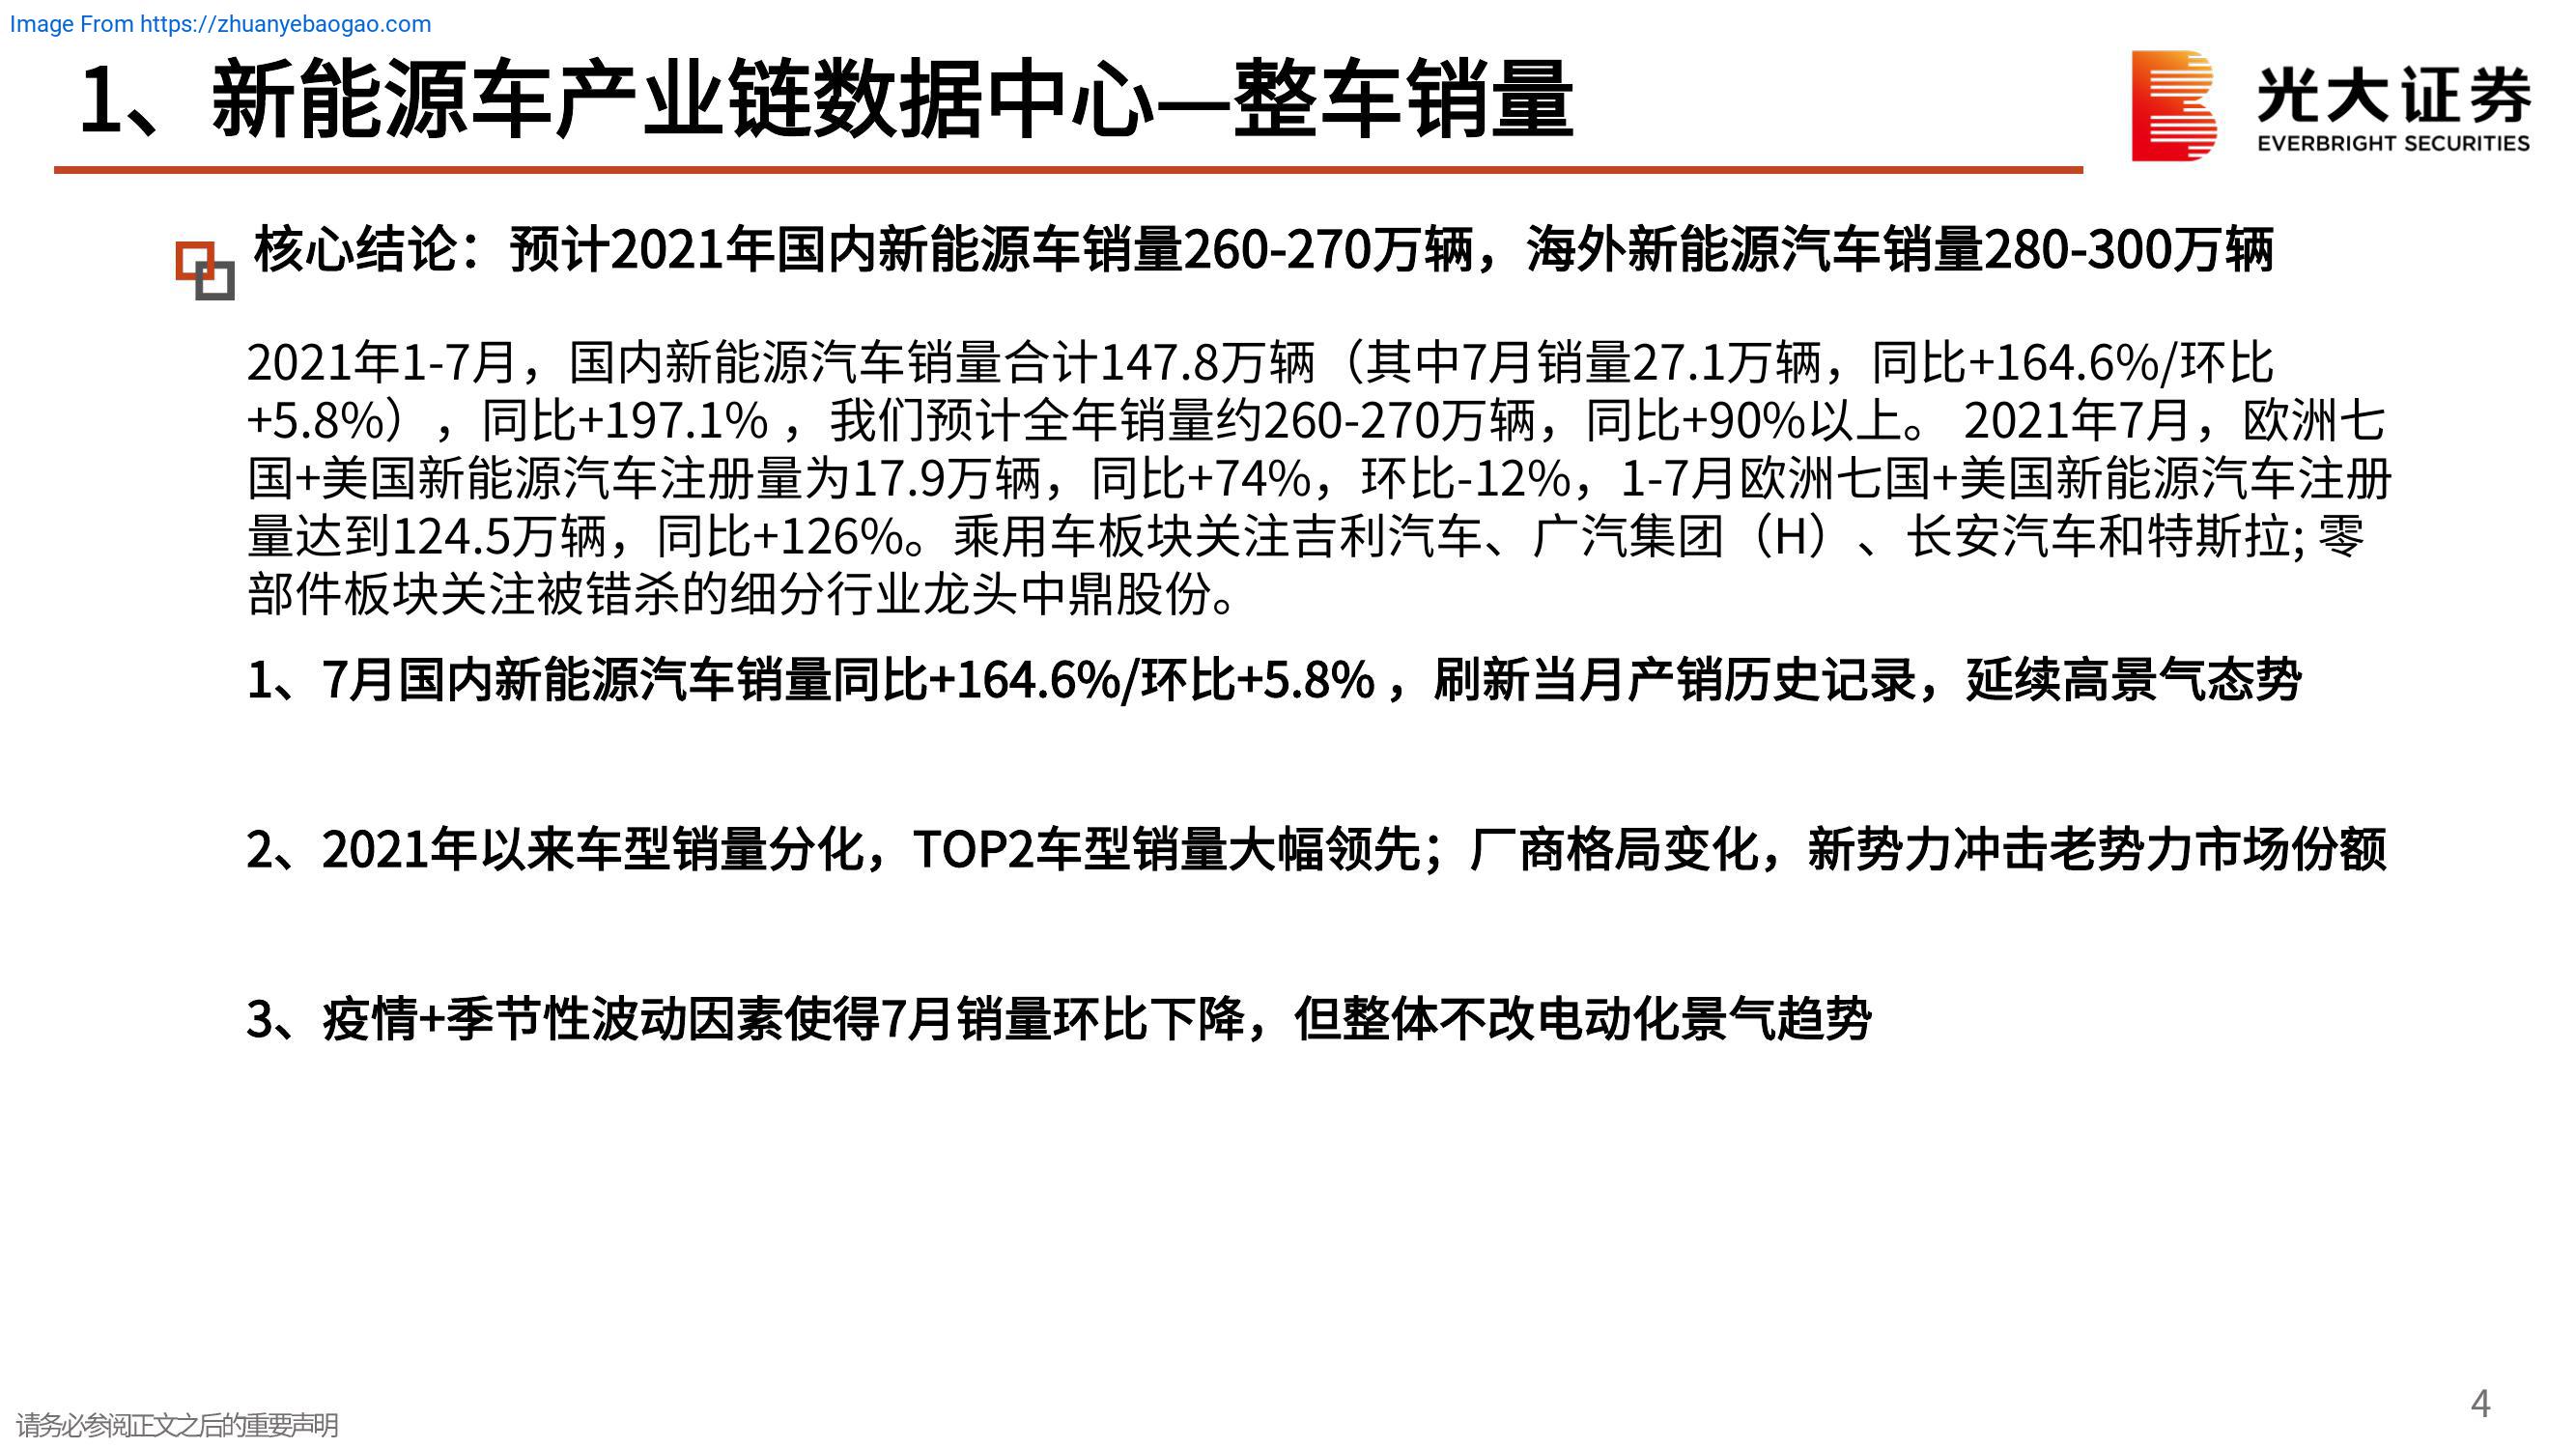 Image From https://zhuanyebaogao.com
1、新能源车产业链数据中心—整车销量
光大证券
EVERBRIGHT SECURITIES
核心结论：预计2021年国内新能源车销量260-270万辆，海外新能源汽车销量280-300万辆
2021年1-7月，国内新能源汽车销量合计147.8万辆（其中7月销量27.1万辆，同比+164.6%/环比
+5.8%），同比+197.1% ，我们预计全年销量约260-270万辆，同比+90%以上。 2021年7月，欧洲七
国+美国新能源汽车注册量为17.9万辆，同比+74%，环比-12%，1-7月欧洲七国+美国新能源汽车注册
量达到124.5万辆，同比+126%。乘用车板块关注吉利汽车、广汽集团（H）、长安汽车和特斯拉; 零
部件板块关注被错杀的细分行业龙头中鼎股份。
1、7月国内新能源汽车销量同比+164.6%/环比+5.8% ，刷新当月产销历史记录，延续高景气态势
2、2021年以来车型销量分化，TOP2车型销量大幅领先；厂商格局变化，新势力冲击老势力市场份额
3、疫情+季节性波动因素使得7月销量环比下降，但整体不改电动化景气趋势
请务必参阅正文之后的重要声明
4